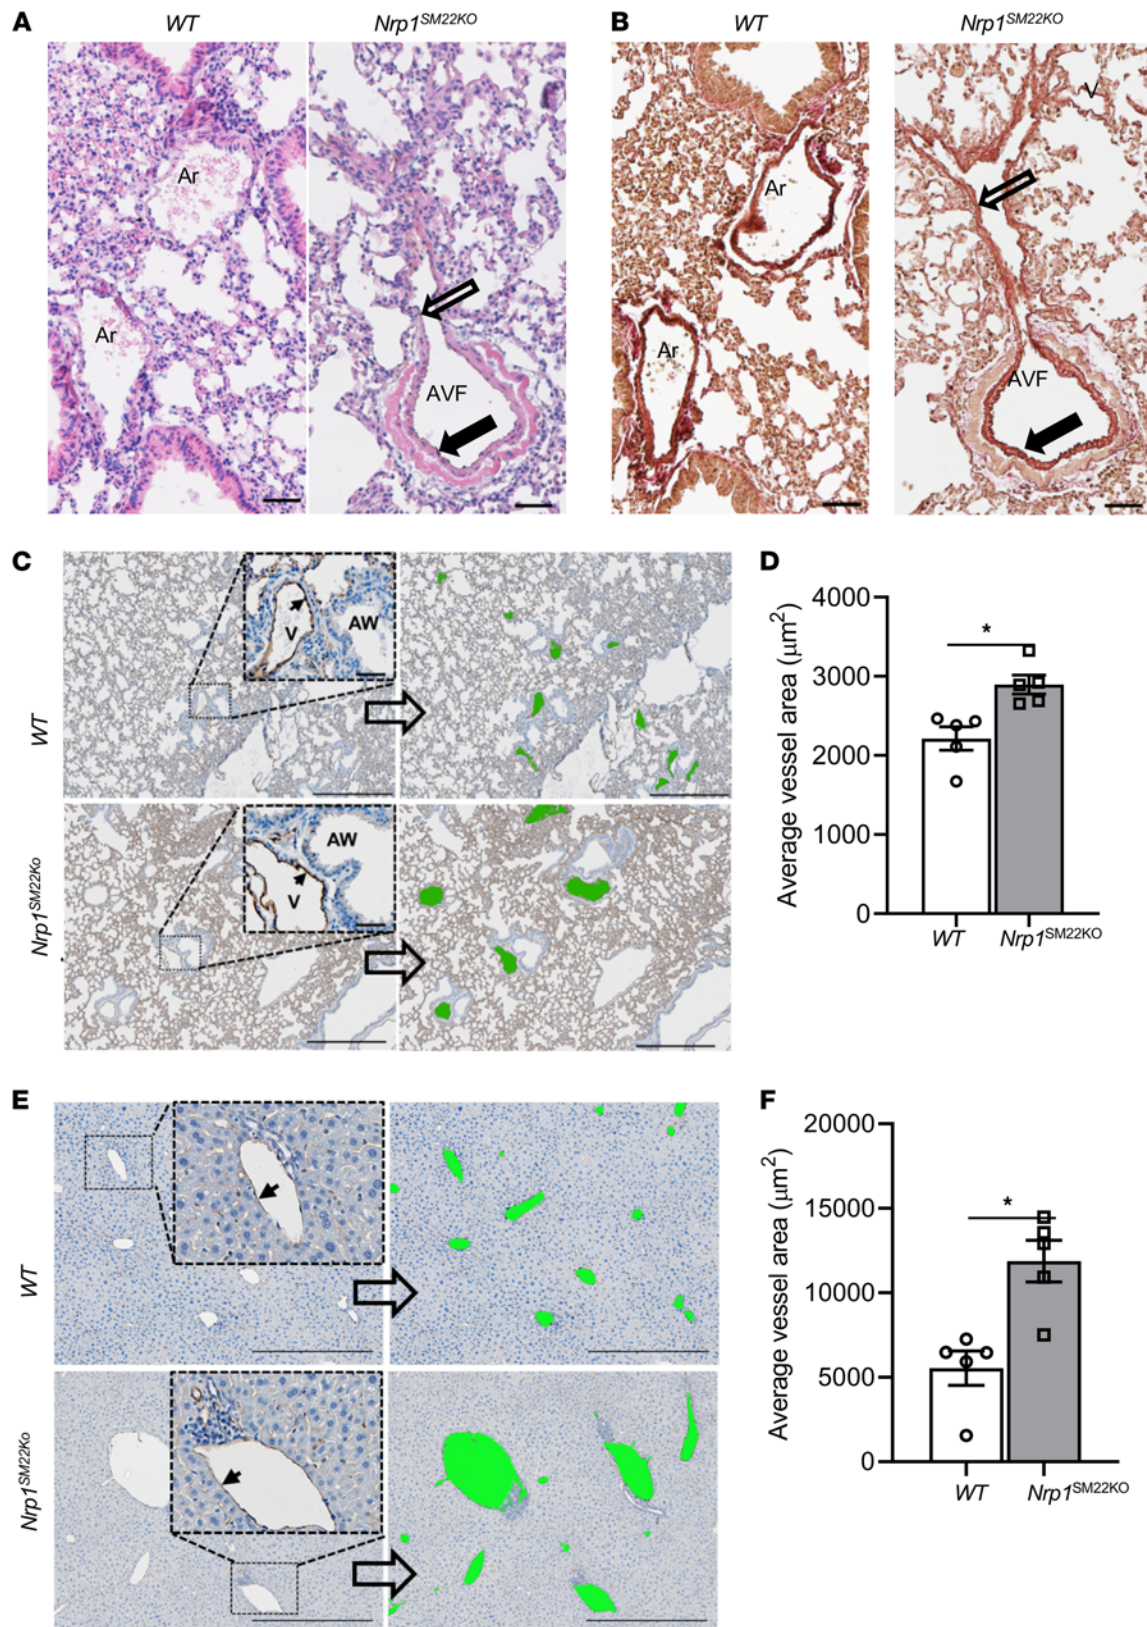 A
WT
Nrp1SM22KO
Ar
Ar
AVF
B
WT
Nrp1SM22KO
V
Ar
Ar
AVF
C
WT
V
AW
Nrp1SM22Ko
AW
V
D
Average vessel area (μm2)
4000
3000
2000
1000
0
*
WT
Nrp1SM22KO
E
WT
Nrp1SM22Ko
F
Average vessel area (μm2)
20000
15000
10000
5000
0
*
WT
Nrp1SM22KO